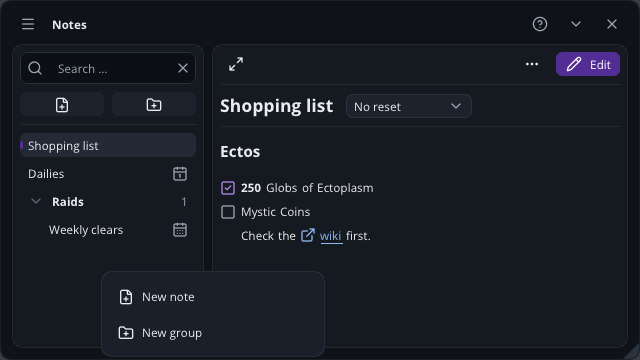 Notes
Search ...
Shopping list
Dailies
1
Raids 1
Weekly clears
New note
New group
Edit
Shopping list No reset
Ectos
250 Globs of Ectoplasm
Mystic Coins
Check the wiki first.